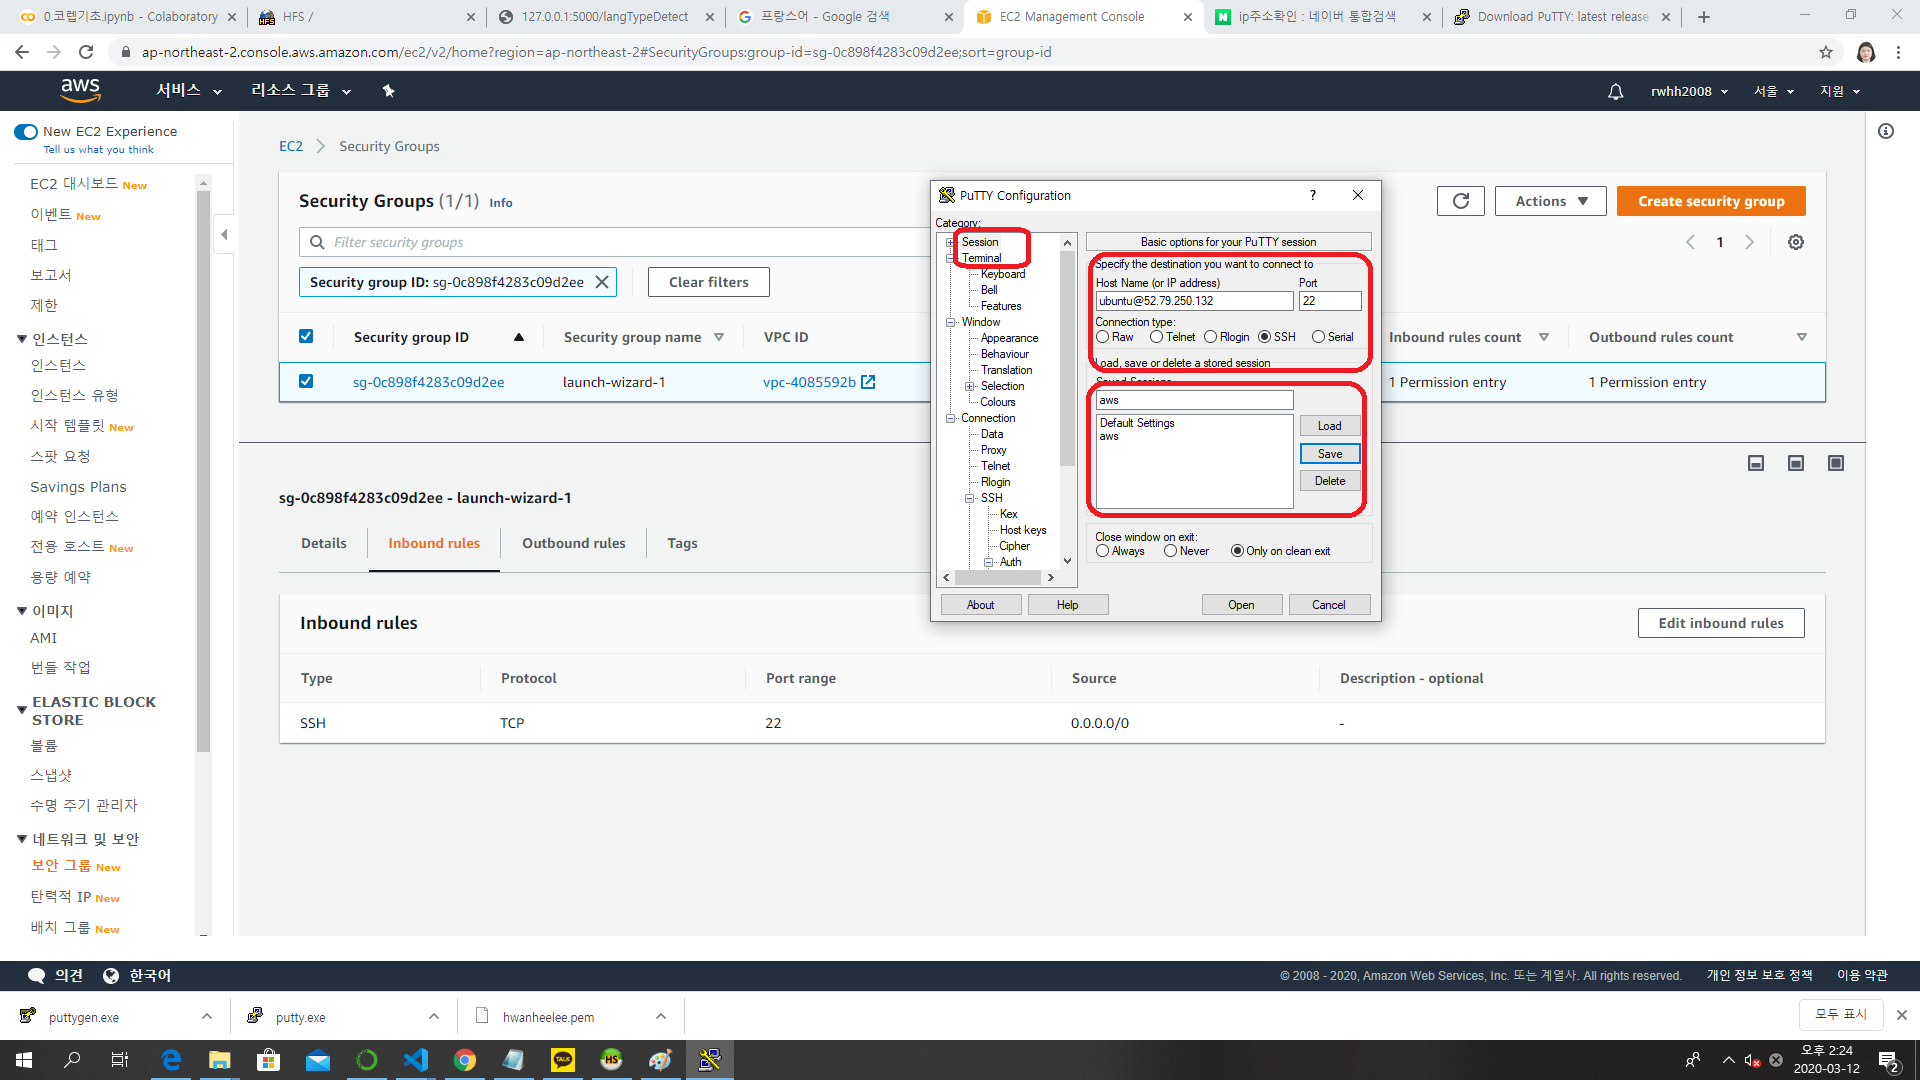 0.코랩기초.ipynb - Colaboratory
HFS /
127.0.0.1:5000/langTypeDetect
프랑스어 - Google 검색
EC2 Management Console
ip주소확인 : 네이버 통합검색
Download PuTTY: latest release
ap-northeast-2.console.aws.amazon.com/ec2/v2/home?region=ap-northeast-2#SecurityGroups:group-id=sg-0c898f4283c09d2ee;sort=group-id
aws
서비스
리소스 그룹
rwhh2008
서울
지원
New EC2 Experience
Tell us what you think
EC2 대시보드 New
이벤트 New
태그
보고서
제한
인스턴스
인스턴스
인스턴스 유형
시작 템플릿 New
스팟 요청
Savings Plans
예약 인스턴스
전용 호스트 New
용량 예약
이미지
AMI
번들 작업
ELASTIC BLOCK
STORE
볼륨
스냅샷
수명 주기 관리자
네트워크 및 보안
보안 그룹 New
탄력적 IP New
배치 그룹 New
EC2
Security Groups
Security Groups (1/1) Info
Actions
Create security group
Filter security groups
1
Security group ID: sg-0c898f4283c09d2ee
Clear filters
Security group ID
Security group name
VPC ID
Inbound rules count
Outbound rules count
sg-0c898f4283c09d2ee
launch-wizard-1
vpc-4085592b
1 Permission entry
1 Permission entry
PuTTY Configuration
?
Category:
Session
Terminal
Keyboard
Bell
Features
Window
Appearance
Behaviour
Translation
Selection
Colours
Connection
Data
Proxy
Telnet
Rlogin
SSH
Kex
Host keys
Cipher
Auth
Basic options for your PuTTY session
Specify the destination you want to connect to
Host Name (or IP address)
Port
ubuntu@52.79.250.132
22
Connection type:
Raw
Telnet
Rlogin
SSH
Serial
Load, save or delete a stored session
Saved Sessions
aws
Default Settings
aws
Load
Save
Delete
Close window on exit:
Always
Never
Only on clean exit
About
Help
Open
Cancel
sg-0c898f4283c09d2ee - launch-wizard-1
Details
Inbound rules
Outbound rules
Tags
Inbound rules
Edit inbound rules
Type
Protocol
Port range
Source
Description - optional
SSH
TCP
22
0.0.0.0/0
-
의견
한국어
© 2008 - 2020, Amazon Web Services, Inc. 또는 계열사. All rights reserved.
개인 정보 보호 정책
이용 약관
puttygen.exe
putty.exe
hwanheelee.pem
모두 표시
TALK
HS
오후 2:24
2020-03-12
2